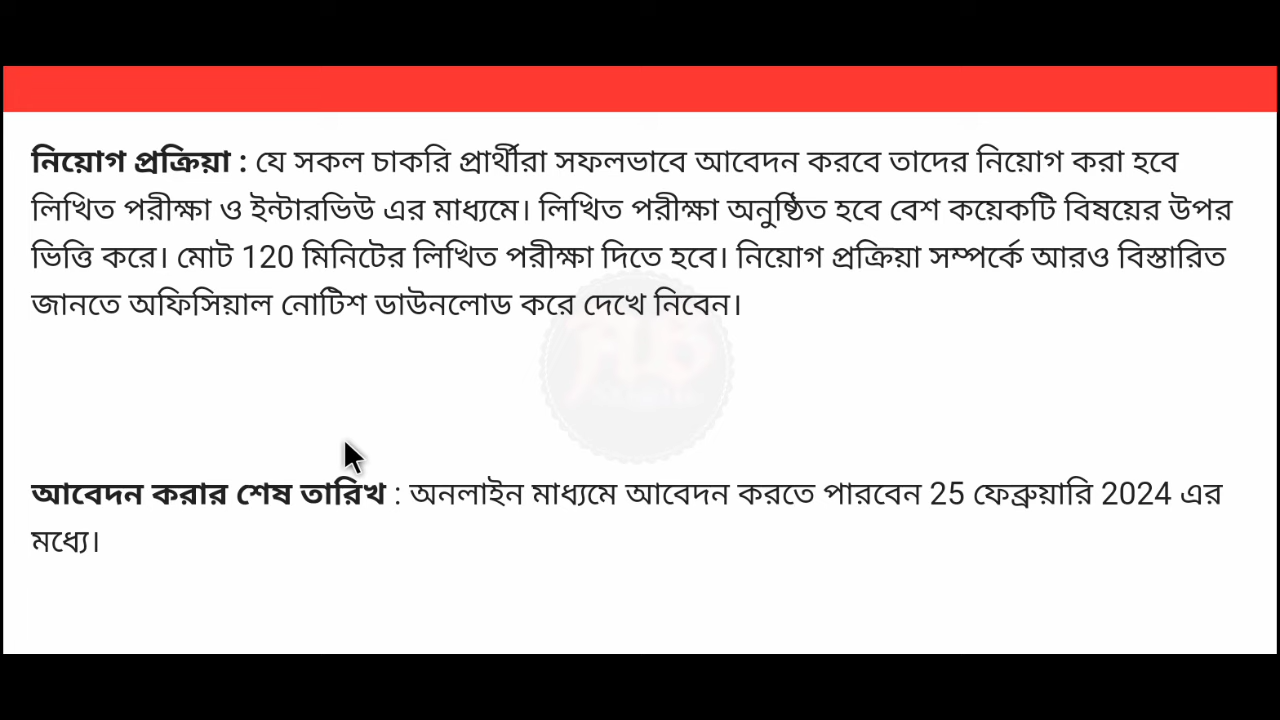 নিয়োগ প্রক্রিয়া : যে সকল চাকরি প্রার্থীরা সফলভাবে আবেদন করবে তাদের নিয়োগ করা হবে
লিখিত পরীক্ষা ও ইন্টারভিউ এর মাধ্যমে। লিখিত পরীক্ষা অনুষ্ঠিত হবে বেশ কয়েকটি বিষয়ের উপর
ভিত্তি করে। মোট 120 মিনিটের লিখিত পরীক্ষা দিতে হবে। নিয়োগ প্রক্রিয়া সম্পর্কে আরও বিস্তারিত
জানতে অফিসিয়াল নোটিশ ডাউনলোড করে দেখে নিবেন।
আবেদন করার শেষ তারিখ : অনলাইন মাধ্যমে আবেদন করতে পারবেন 25 ফেব্রুয়ারি 2024 এর
মধ্যে।